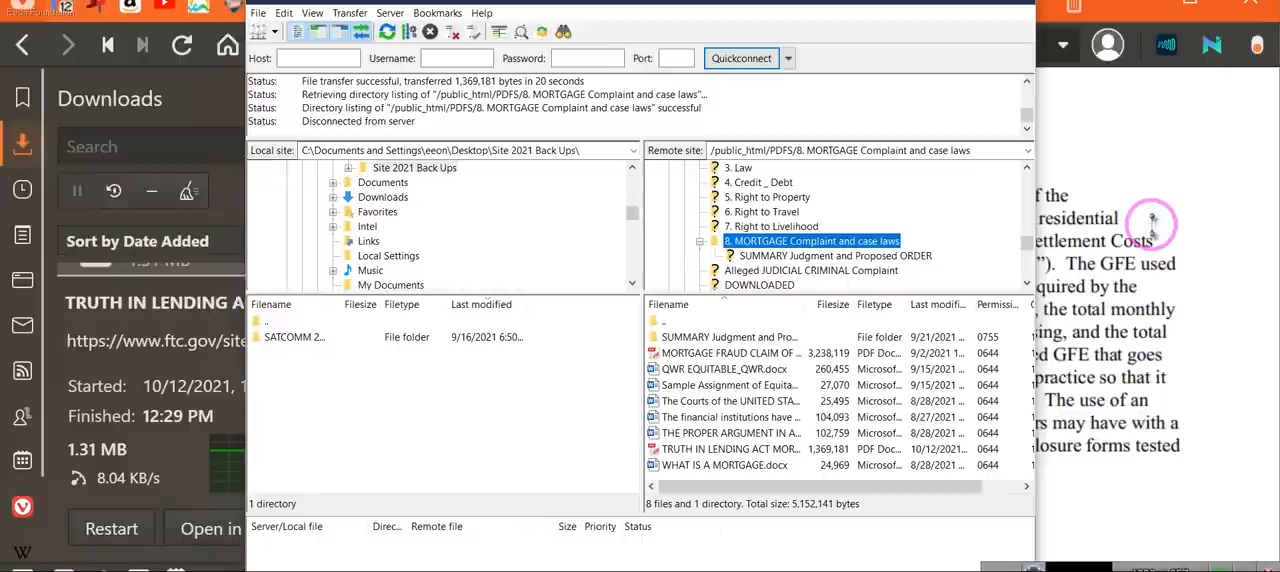 Eeon Foundation
12
File Edit View Transfer Server Bookmarks Help
Host: Username: Password: Port: Quickconnect
Status: File transfer successful, transferred 1,369,181 bytes in 20 seconds
Status: Retrieving directory listing of "/public_html/PDFS/8. MORTGAGE Complaint and case laws"...
Status: Directory listing of "/public_html/PDFS/8. MORTGAGE Complaint and case laws" successful
Status: Disconnected from server
Downloads
Search
Sort by Date Added
1.31 MB
TRUTH IN LENDING A
https://www.ftc.gov/site
Started: 10/12/2021, 1
Finished: 12:29 PM
1.31 MB
8.04 KB/s
Restart Open in
W
Local site: C:\Documents and Settings\eeon\Desktop\Site 2021 Back Ups\
Site 2021 Back Ups
Documents
Downloads
Favorites
Intel
Links
Local Settings
Music
My Documents
Filename Filesize Filetype Last modified
..
SATCOMM 2... File folder 9/16/2021 6:50...
1 directory
Remote site: /public_html/PDFS/8. MORTGAGE Complaint and case laws
3. Law
4. Credit _ Debt
5. Right to Property
6. Right to Travel
7. Right to Livelihood
8. MORTGAGE Complaint and case laws
SUMMARY Judgment and Proposed ORDER
Alleged JUDICIAL CRIMINAL Complaint
DOWNLOADED
Filename Filesize Filetype Last modifi... Permissi...
..
SUMMARY Judgment and Pro... File folder 9/21/2021 ... 0755
MORTGAGE FRAUD CLAIM OF ... 3,238,119 PDF Doc... 9/2/2021 1... 0644
QWR EQUITABLE_QWR.docx 260,455 Microsof... 9/15/2021 ... 0644
Sample Assignment of Equita... 27,070 Microsof... 9/15/2021 ... 0644
The Courts of the UNITED STA... 25,495 Microsof... 8/28/2021 ... 0644
The financial institutions have ... 104,093 Microsof... 8/27/2021 ... 0644
THE PROPER ARGUMENT IN A... 102,759 Microsof... 8/28/2021 ... 0644
TRUTH IN LENDING ACT MOR... 1,369,181 PDF Doc... 10/12/2021... 0644
WHAT IS A MORTGAGE.docx 24,969 Microsof... 8/28/2021 ... 0644
8 files and 1 directory. Total size: 5,152,141 bytes
Server/Local file Direc... Remote file Size Priority Status
f the
residential
ettlement Costs
"). The GFE used
quired by the
, the total monthly
sing, and the total
d GFE that goes
practice so that it
The use of an
rs may have with a
losure forms tested